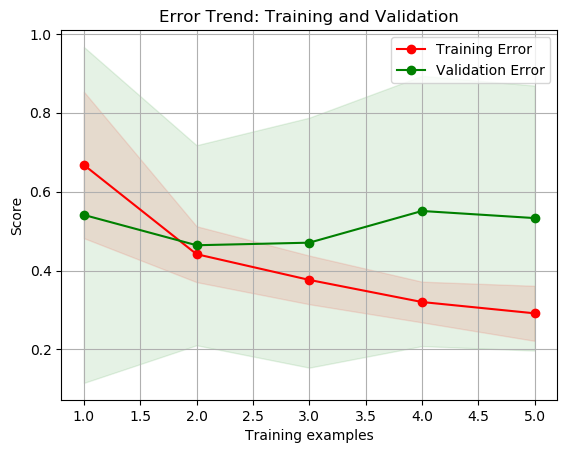 Error Trend: Training and Validation
Training Error
Validation Error
Score
1.0
0.8
0.6
0.4
0.2
1.0 1.5 2.0 2.5 3.0 3.5 4.0 4.5 5.0
Training examples